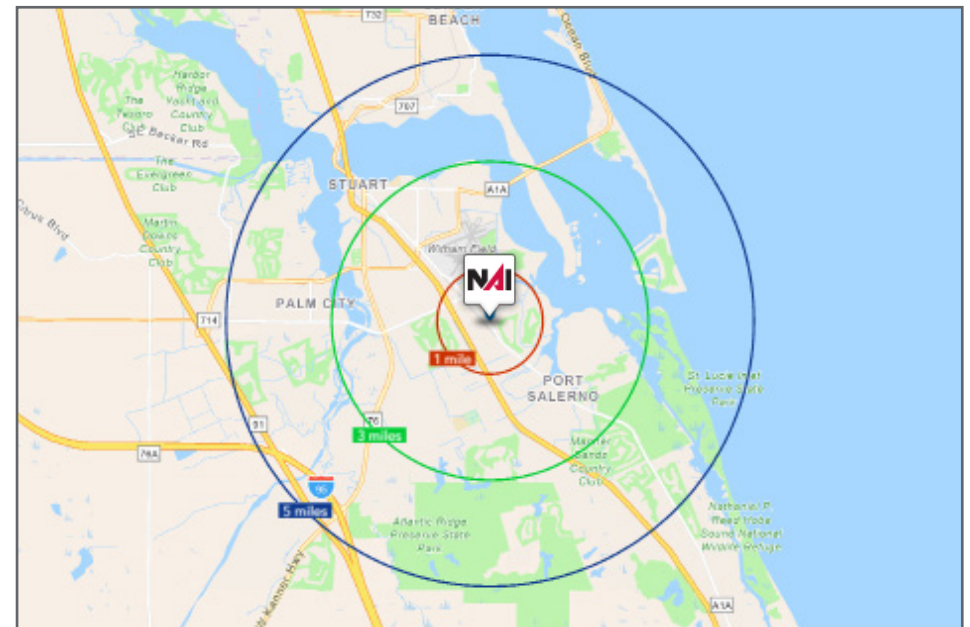 732
BEACH
Ocean Blvd
Harbor
Ridge
Yacht and
Country
Club
The
Tesoro
Club
SE Becker Rd
707
The
Evergreen
Club
STUART
A1A
Citrus Blvd
Martin
Downs
Country
Club
Witham Field
NAI
PALM CITY
714
1 mile
PORT
SALERNO
St Lucie Inlet
Preserve State
Park
91
76
3 miles
76A
Mariner
Sands
Country
Club
95
5 miles
Atlantic Ridge
Preserve State
Park
Nathaniel P.
Reed Hobe
Sound National
Wildlife Refuge
Kanner Hwy
A1A